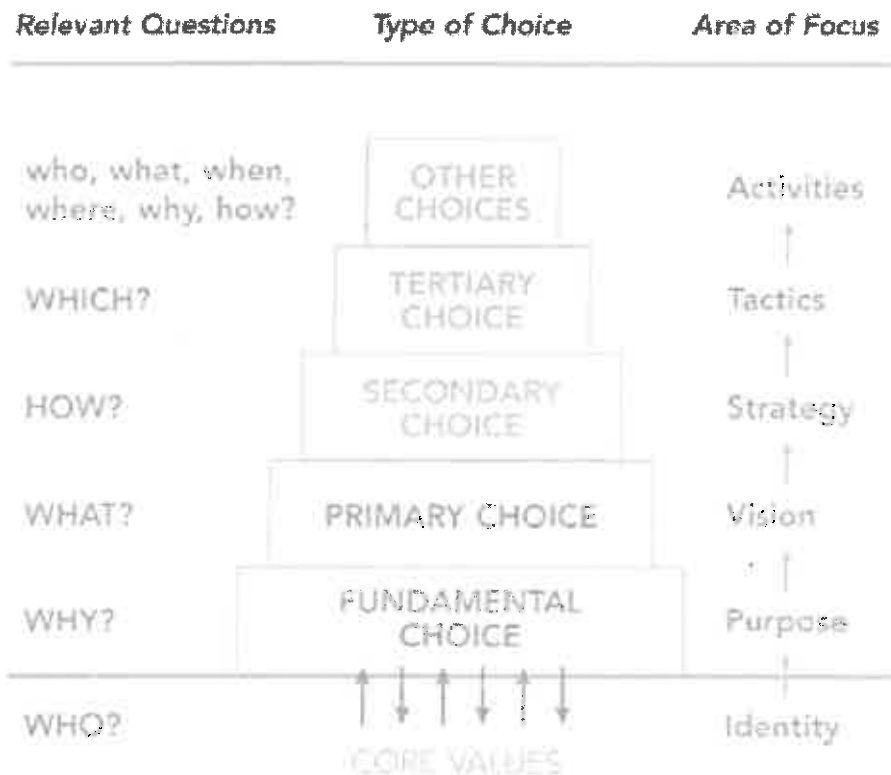 Relevant Questions Type of Choice Area of Focus
who, what, when,
where, why, how?
OTHER
CHOICES
Activities
WHICH?
TERTIARY
CHOICE
Tactics
HOW?
SECONDARY
CHOICE
Strategy
WHAT?
PRIMARY CHOICE
Vision
WHY?
FUNDAMENTAL
CHOICE
Purpose
WHO?
CORE VALUES
Identity